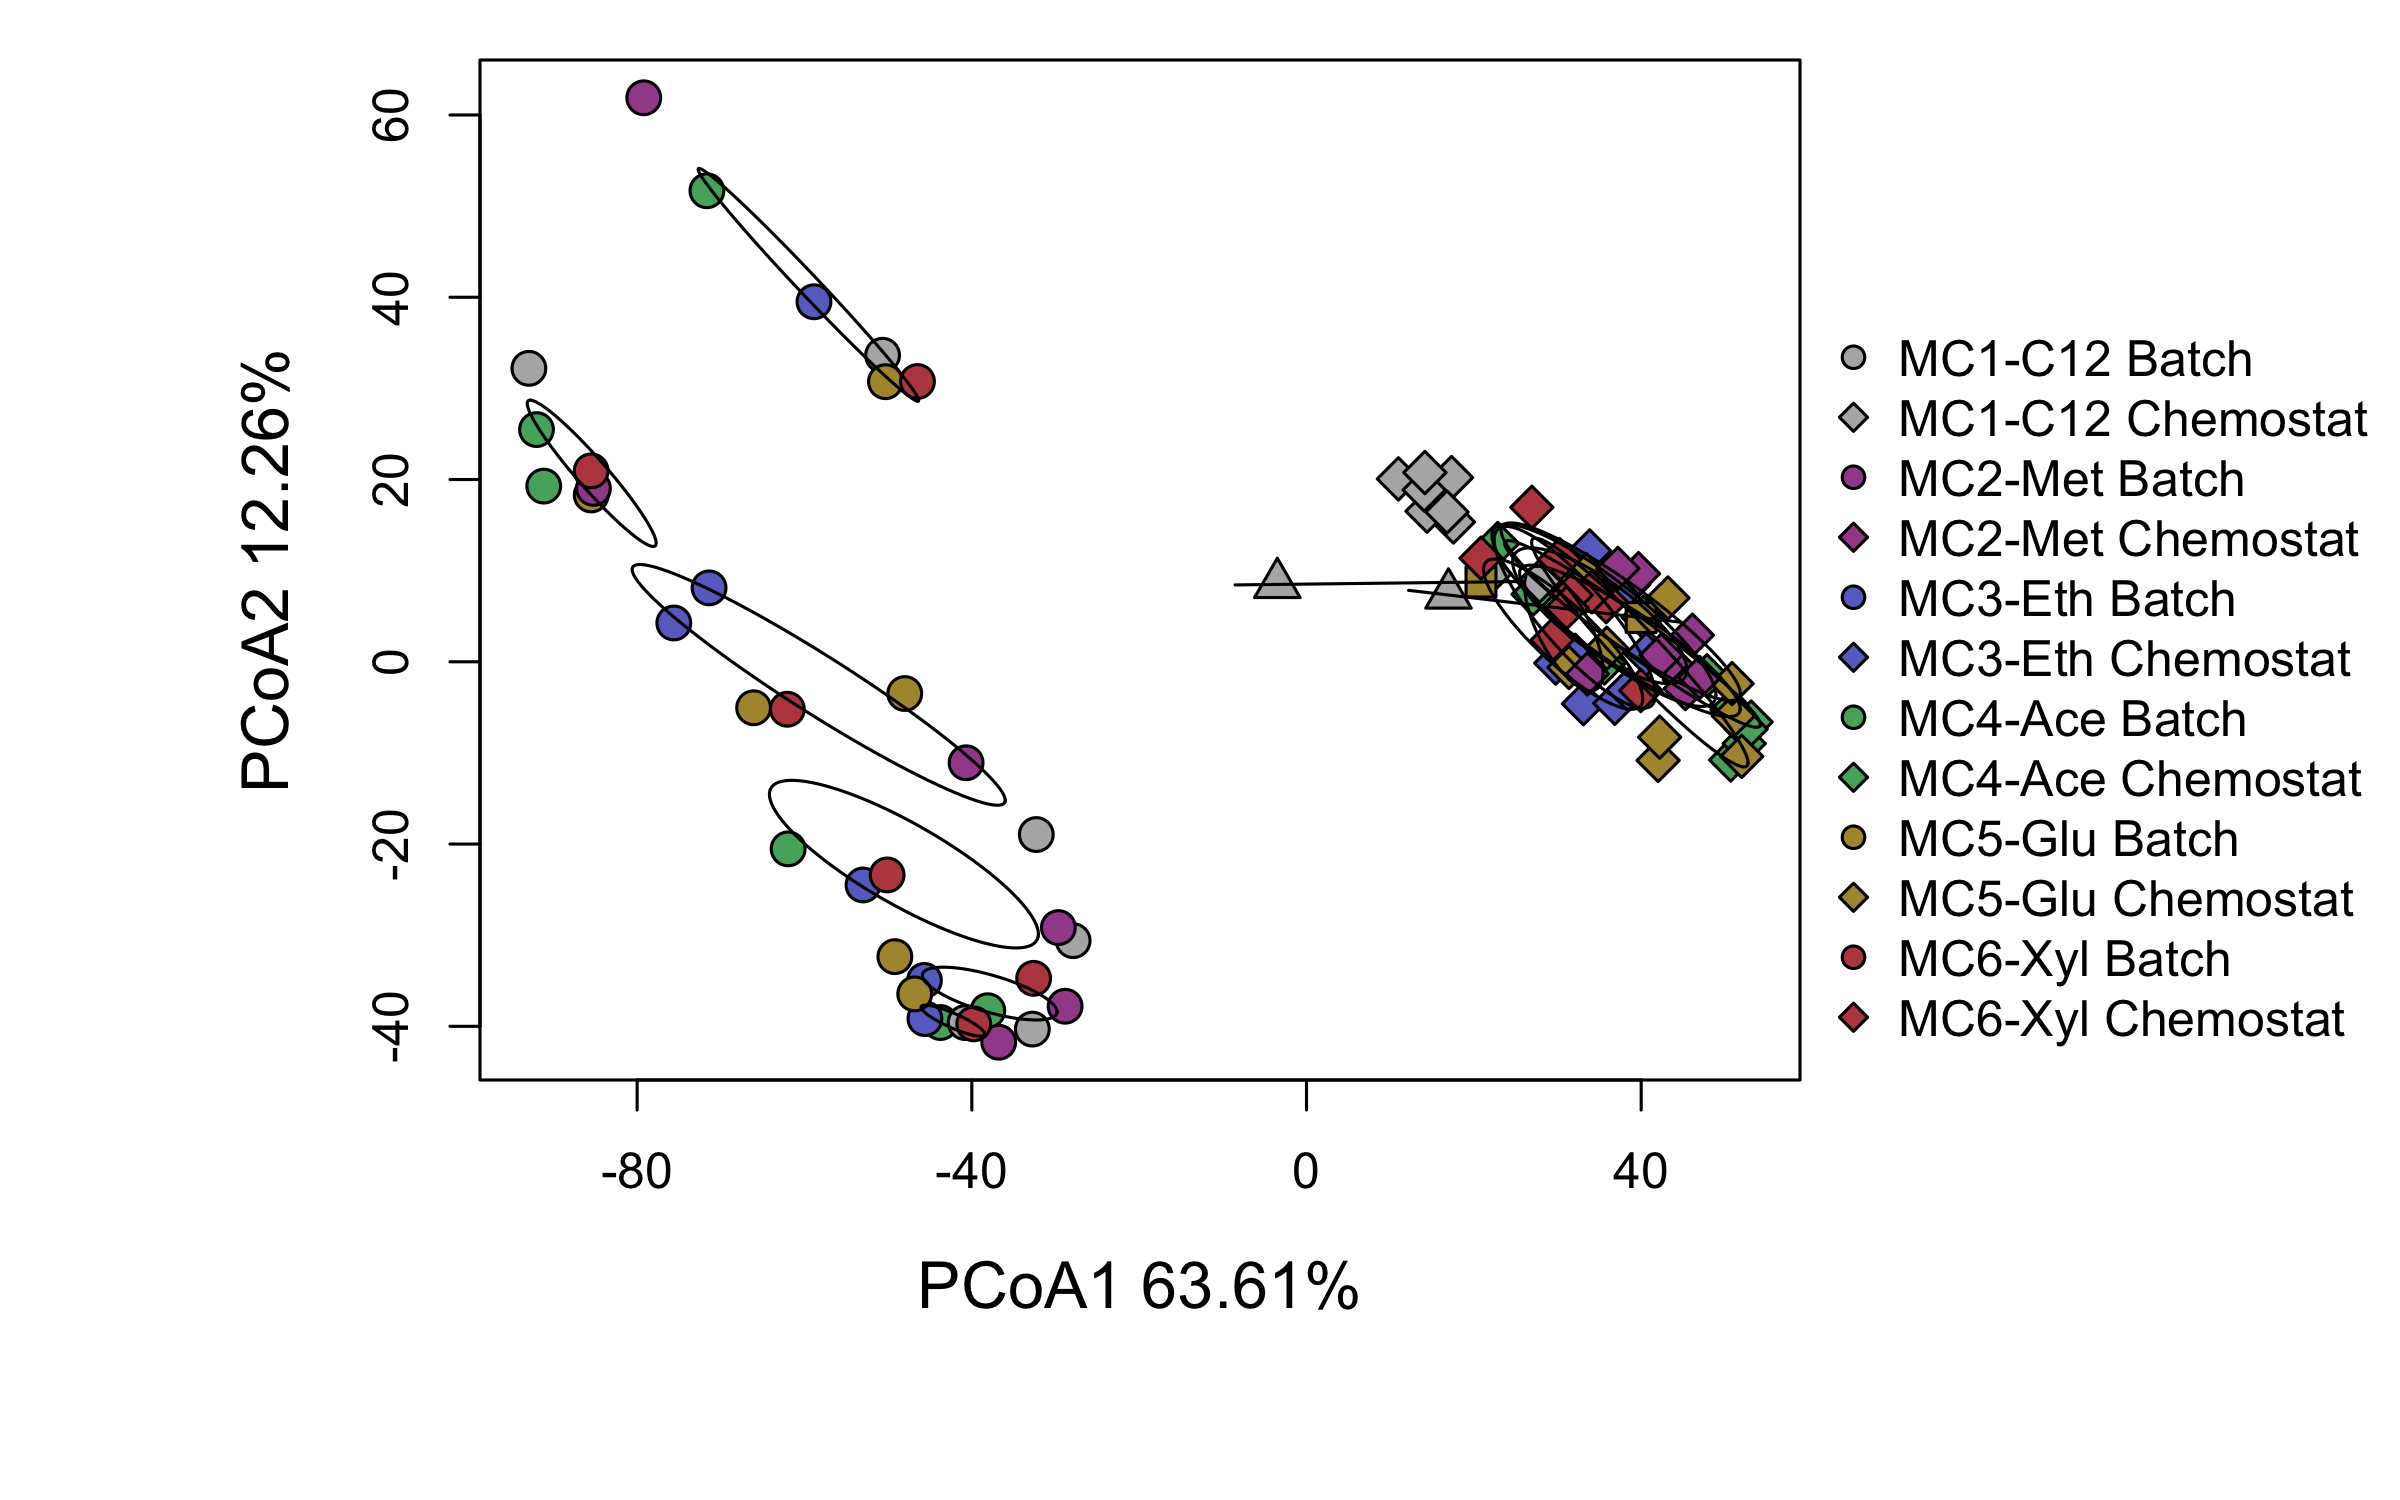 60
40
20
0
-20
-40
PCoA2 12.26%
-80
-40
0
40
PCoA1 63.61%
MC1-C12 Batch
MC1-C12 Chemostat
MC2-Met Batch
MC2-Met Chemostat
MC3-Eth Batch
MC3-Eth Chemostat
MC4-Ace Batch
MC4-Ace Chemostat
MC5-Glu Batch
MC5-Glu Chemostat
MC6-Xyl Batch
MC6-Xyl Chemostat